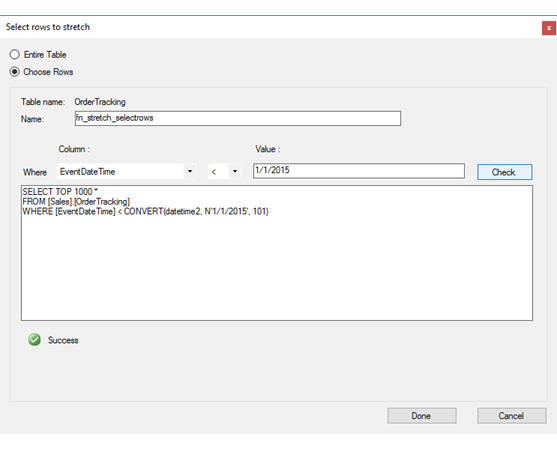 Select rows to stretch
x
Entire Table
Choose Rows
Table name: OrderTracking
Name: fn_stretch_selectrows
Column : Value :
Where EventDateTime < 1/1/2015 Check
SELECT TOP 1000 *
FROM [Sales].[OrderTracking]
WHERE [EventDateTime] < CONVERT(datetime2, N'1/1/2015', 101)
Success
Done Cancel